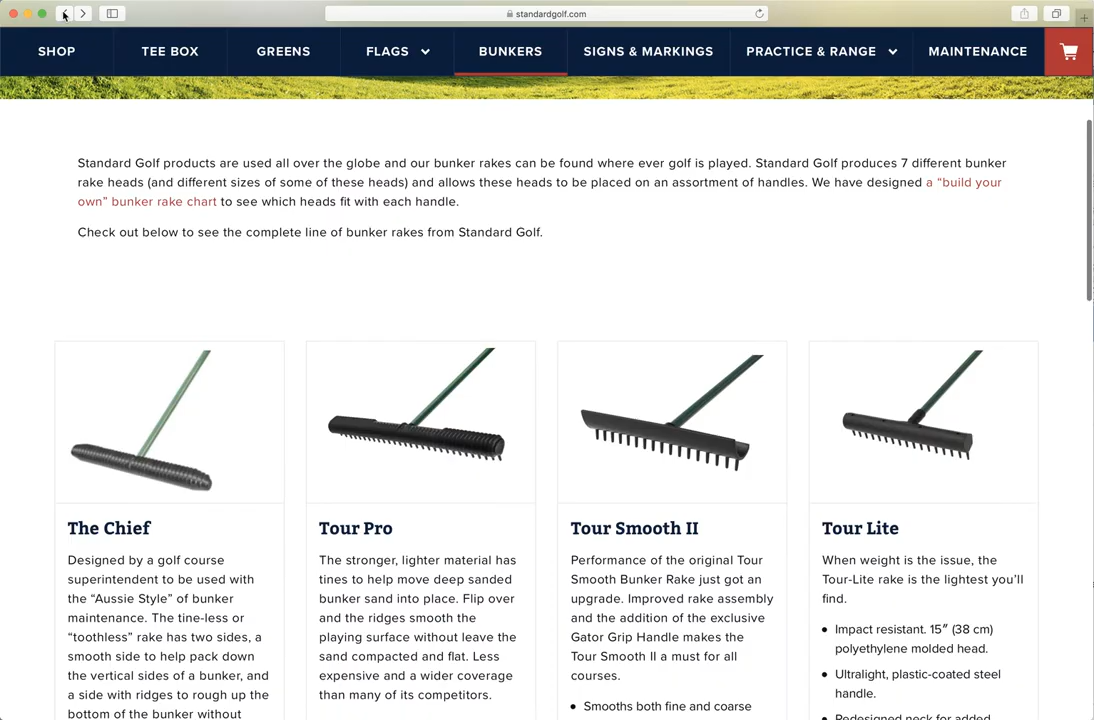 standardgolf.com
SHOP
TEE BOX
GREENS
FLAGS
BUNKERS
SIGNS & MARKINGS
PRACTICE & RANGE
MAINTENANCE
Standard Golf products are used all over the globe and our bunker rakes can be found where ever golf is played. Standard Golf produces 7 different bunker
rake heads (and different sizes of some of these heads) and allows these heads to be placed on an assortment of handles. We have designed a “build your
own” bunker rake chart to see which heads fit with each handle.
Check out below to see the complete line of bunker rakes from Standard Golf.
The Chief
Designed by a golf course
superintendent to be used with
the “Aussie Style” of bunker
maintenance. The tine-less or
“toothless” rake has two sides, a
smooth side to help pack down
the vertical sides of a bunker, and
a side with ridges to rough up the
bottom of the bunker without
Tour Pro
The stronger, lighter material has
tines to help move deep sanded
bunker sand into place. Flip over
and the ridges smooth the
playing surface without leave the
sand compacted and flat. Less
expensive and a wider coverage
than many of its competitors.
Tour Smooth II
Performance of the original Tour
Smooth Bunker Rake just got an
upgrade. Improved rake assembly
and the addition of the exclusive
Gator Grip Handle makes the
Tour Smooth II a must for all
courses.
• Smooths both fine and coarse
Tour Lite
When weight is the issue, the
Tour-Lite rake is the lightest you’ll
find.
• Impact resistant. 15″ (38 cm)
polyethylene molded head.
• Ultralight, plastic-coated steel
handle.
• Redesigned neck for added